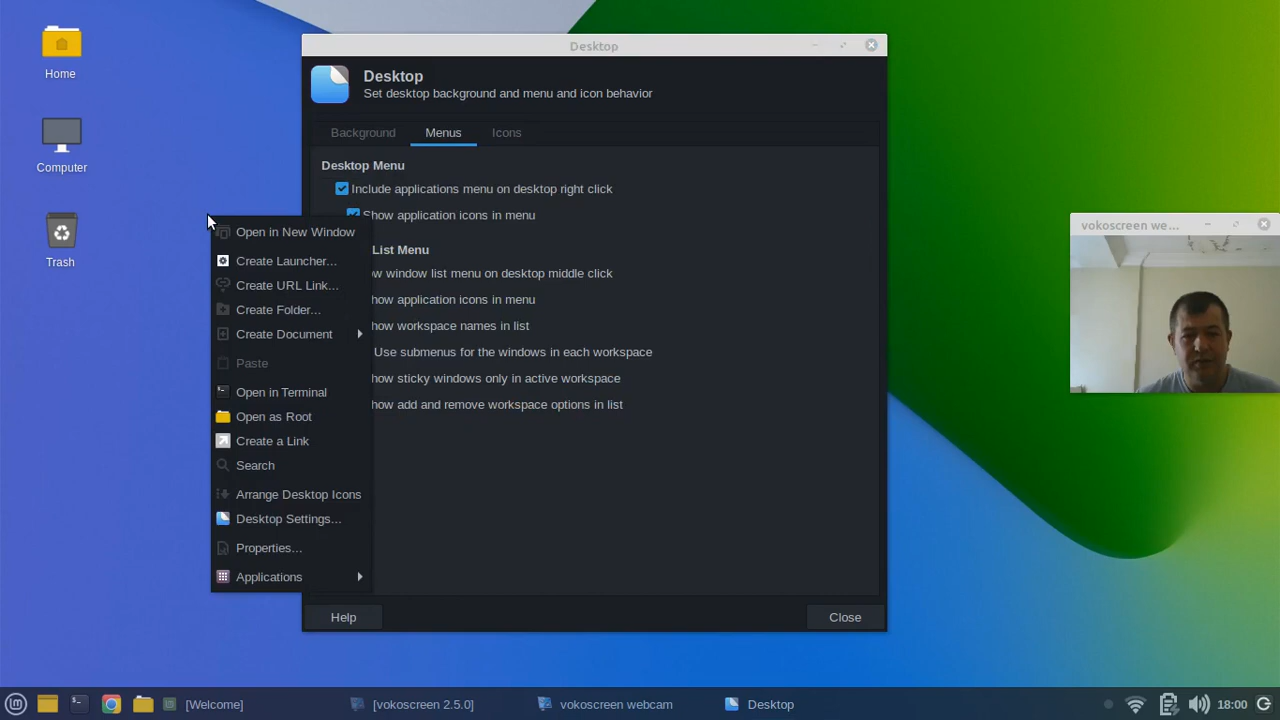 Home
Computer
Trash
Desktop
Desktop
Set desktop background and menu and icon behavior
Background Menus Icons
Desktop Menu
Include applications menu on desktop right click
Show application icons in menu
List Menu
window list menu on desktop middle click
application icons in menu
workspace names in list
Use submenus for the windows in each workspace
sticky windows only in active workspace
add and remove workspace options in list
Help
Close
Open in New Window
Create Launcher...
Create URL Link...
Create Folder...
Create Document
Paste
Open in Terminal
Open as Root
Create a Link
Search
Arrange Desktop Icons
Desktop Settings...
Properties...
Applications
vokoscreen we...
[Welcome]
[vokoscreen 2.5.0]
vokoscreen webcam
Desktop
18:00